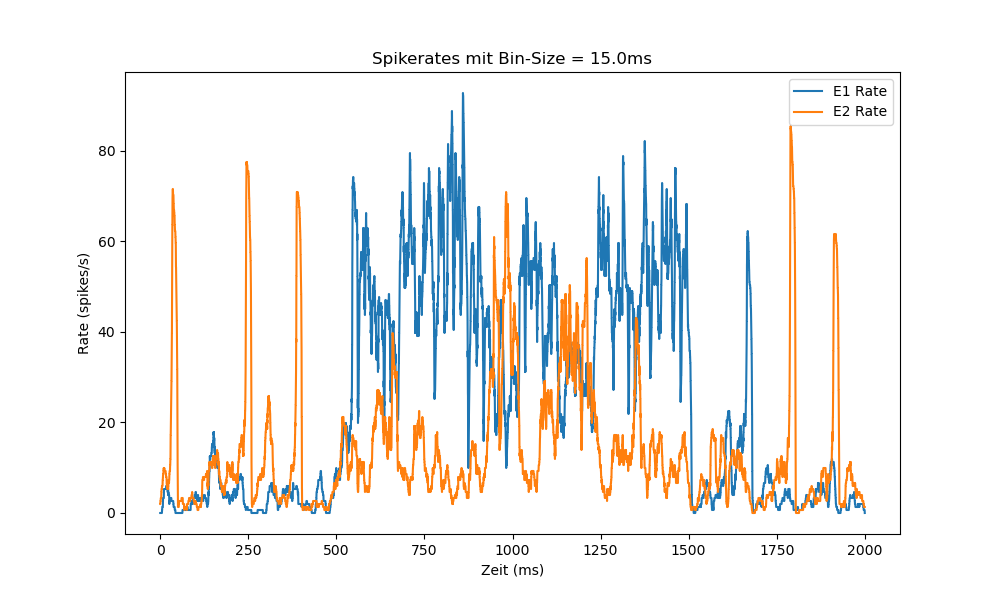 Spikerates mit Bin-Size = 15.0ms
E1 Rate
E2 Rate
80
60
40
20
0
Rate (spikes/s)
0 250 500 750 1000 1250 1500 1750 2000
Zeit (ms)